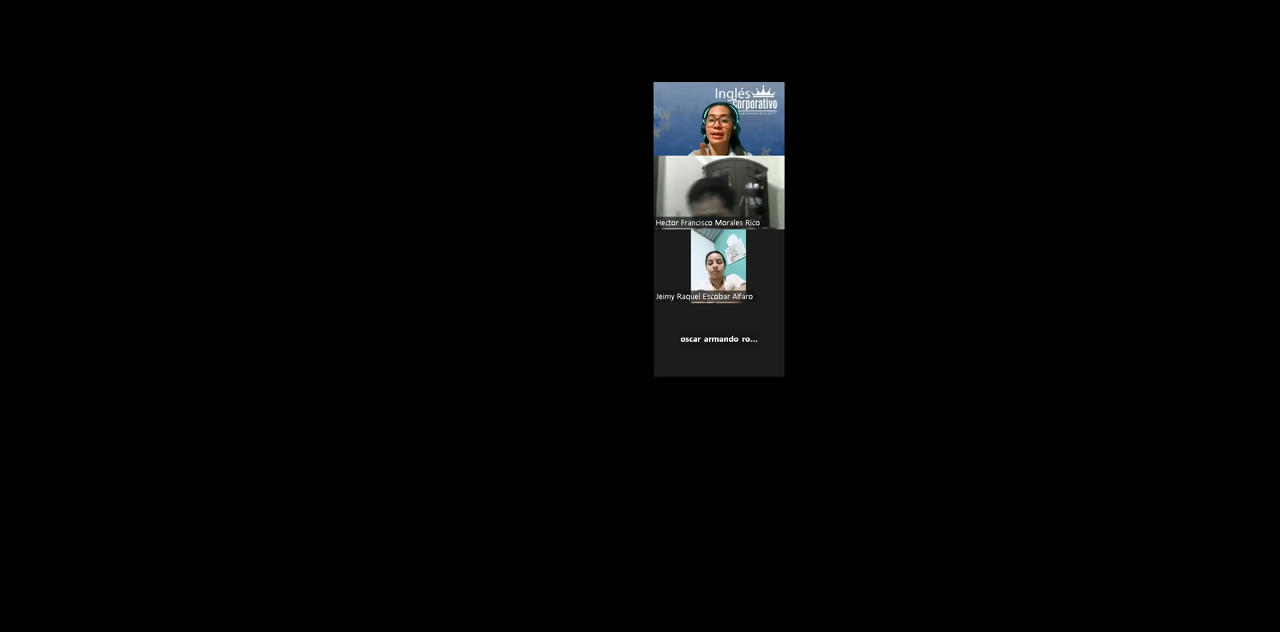 Inglés
Corporativo
Hector Francisco Morales Rico
Jeimy Raquel Escobar Alfaro
oscar armando ro...